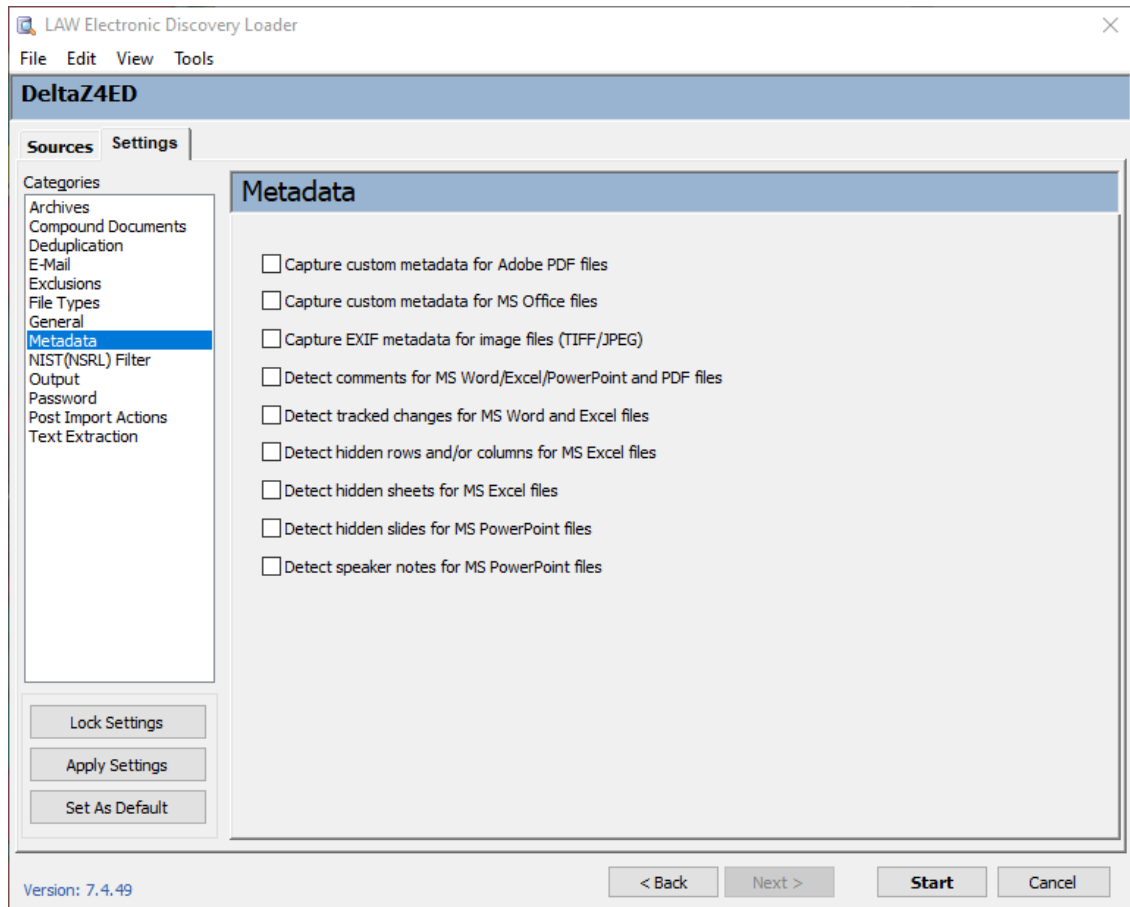 LAW Electronic Discovery Loader
File Edit View Tools
DeltaZ4ED
Sources Settings
Categories
Archives
Compound Documents
Deduplication
E-Mail
Exclusions
File Types
General
Metadata
NIST(NSRL) Filter
Output
Password
Post Import Actions
Text Extraction
Lock Settings
Apply Settings
Set As Default
Metadata
Capture custom metadata for Adobe PDF files
Capture custom metadata for MS Office files
Capture EXIF metadata for image files (TIFF/JPEG)
Detect comments for MS Word/Excel/PowerPoint and PDF files
Detect tracked changes for MS Word and Excel files
Detect hidden rows and/or columns for MS Excel files
Detect hidden sheets for MS Excel files
Detect hidden slides for MS PowerPoint files
Detect speaker notes for MS PowerPoint files
Version: 7.4.49
< Back Next > Start Cancel